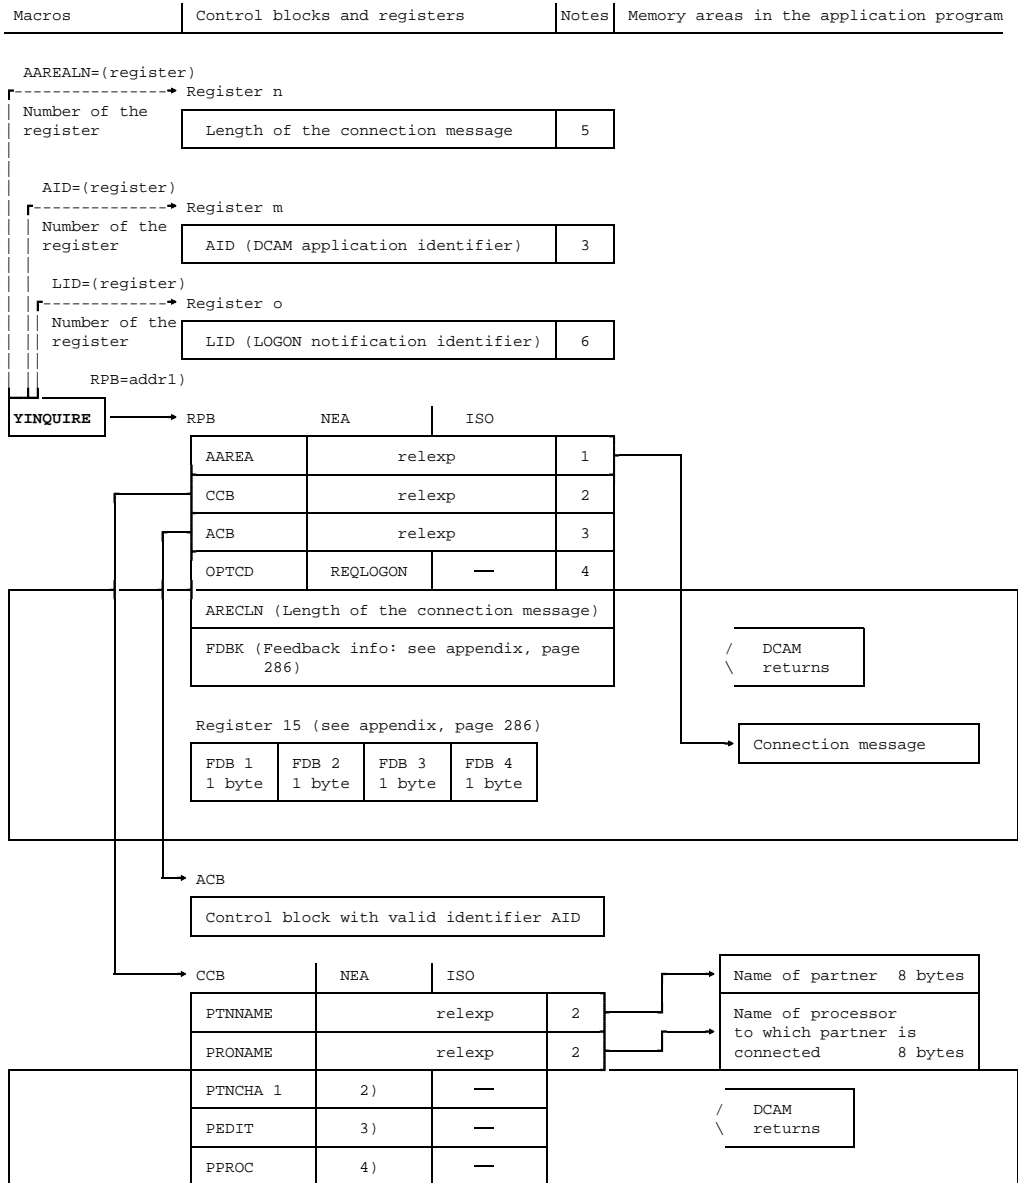 Macros Control blocks and registers Notes Memory areas in the application program
AAREALN=(register)
Register n
Number of the
register
Length of the connection message 5
AID=(register)
Register m
Number of the
register
AID (DCAM application identifier) 3
LID=(register)
Register o
Number of the
register
LID (LOGON notification identifier) 6
RPB=addr1)
YINQUIRE RPB NEA ISO
AAREA relexp 1
CCB relexp 2
ACB relexp 3
OPTCD REQLOGON — 4
ARECLN (Length of the connection message)
FDBK (Feedback info: see appendix, page
286)
/ DCAM
\ returns
Register 15 (see appendix, page 286)
Connection message
FDB 1 FDB 2 FDB 3 FDB 4
1 byte 1 byte 1 byte 1 byte
ACB
Control block with valid identifier AID
CCB NEA ISO
Name of partner 8 bytes
PTNNAME relexp 2
Name of processor
to which partner is
connected 8 bytes
PRONAME relexp 2
PTNCHA 1 2) —
PEDIT 3) —
PPROC 4) —
/ DCAM
\ returns